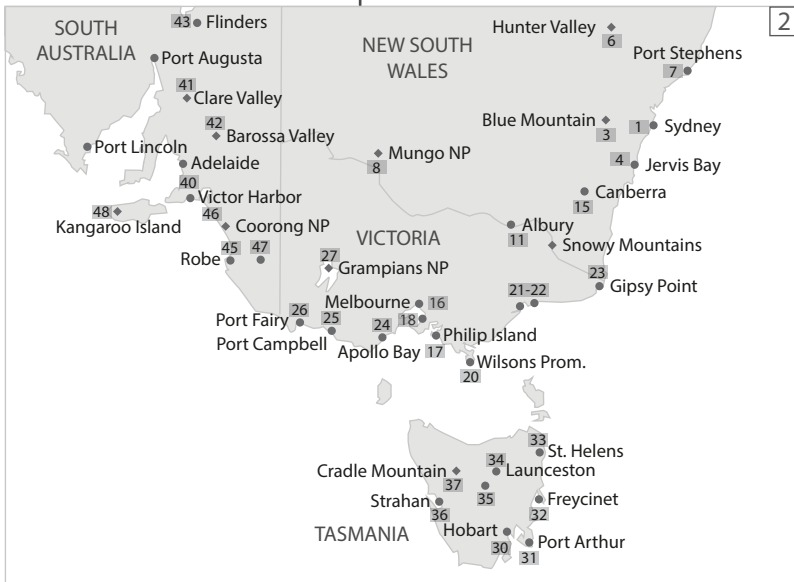 2
43 Flinders
SOUTH
AUSTRALIA
Port Augusta
41
Clare Valley
42
Barossa Valley
Port Lincoln
Adelaide
40
Victor Harbor
48
Kangaroo Island
46
Coorong NP
45
47
Robe
NEW SOUTH
WALES
Hunter Valley
6
Port Stephens
7
Blue Mountain
3
1 Sydney
Mungo NP
8
4 Jervis Bay
Canberra
15
Albury
11
Snowy Mountains
VICTORIA
27
Grampians NP
23
Gipsy Point
21-22
Melbourne 16
18
26
Port Fairy
25
Port Campbell
24
Apollo Bay
Philip Island
17
Wilsons Prom.
20
33
St. Helens
34
Launceston
Cradle Mountain
37
35
Strahan
36
Freycinet
32
TASMANIA
Hobart
30
Port Arthur
31